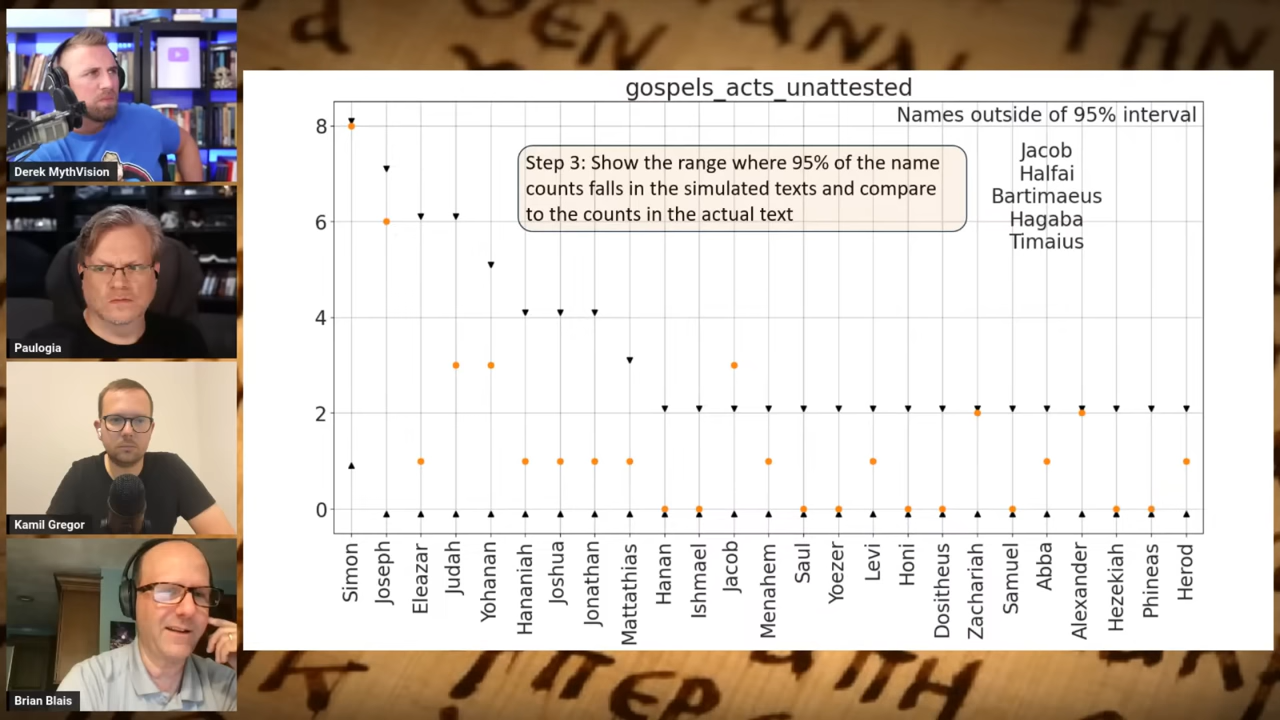 Derek MythVision
Paulogia
Kamil Gregor
Brian Blais
gospels_acts_unattested
Names outside of 95% interval
Jacob
Halfai
Bartimaeus
Hagaba
Timaius
Step 3: Show the range where 95% of the name
counts falls in the simulated texts and compare
to the counts in the actual text
8
6
4
2
0
Simon
Joseph
Eleazar
Judah
Yohanan
Hananiah
Joshua
Jonathan
Mattathias
Hanan
Ishmael
Jacob
Menahem
Saul
Yoezer
Levi
Honi
Dositheus
Zachariah
Samuel
Abba
Alexander
Hezekiah
Phineas
Herod